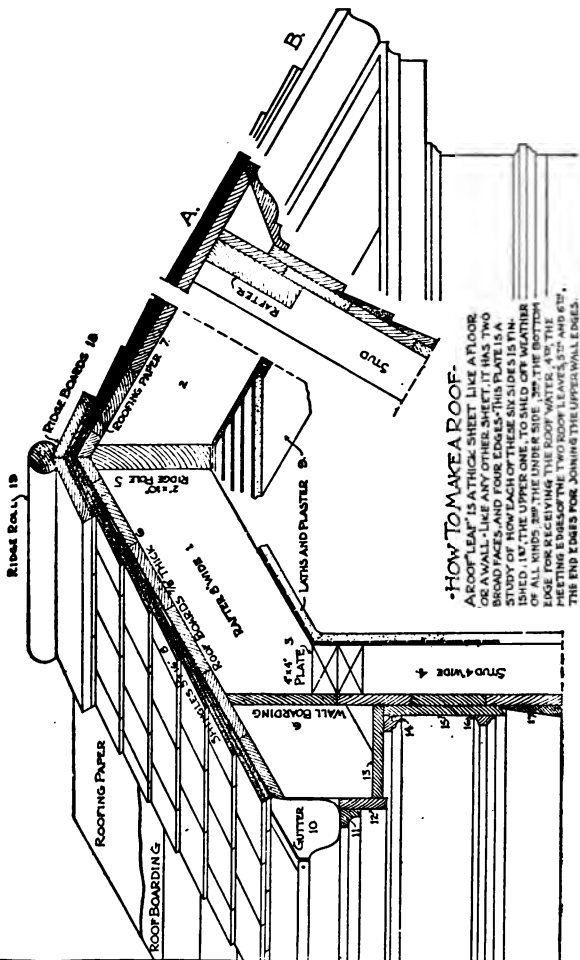 RIDGE ROLL 19
RIDGE BOARDS 18
ROOFING PAPER
ROOF BOARDING
A.
B.
ROOFING PAPER 7
2
RAFTER
STUD
2"x10"
RIDGE POLE 5
ROOF BOARDS 7/8" THICK 6
RAFTER 8" WIDE 1
LATHS AND PLASTER
4"x4"
PLATE 3
STUD 4" WIDE 4
WALL BOARDING
6
GUTTER
10
11
12
13
14
15
16
17
·HOW TO MAKE A ROOF·
A "ROOF LEAF" IS A THICK SHEET LIKE A FLOOR
OR A WALL- LIKE ANY OTHER SHEET, IT HAS TWO
BROAD FACES, AND FOUR EDGES- THIS PLATE IS A
STUDY OF HOW EACH OF THESE SIX SIDES IS FIN-
ISHED. 1ST, THE UPPER ONE, TO SHED OFF WEATHER
OF ALL KINDS, 2ND, THE UNDER SIDE, 3RD, THE BOTTOM
EDGE FOR RECEIVING THE ROOF WATER, 4TH, THE
MEETING EDGES OF THE TWO ROOF LEAVES, 5TH AND 6TH,
THE END EDGES FOR JOINING THE UPPER WALL EDGES.